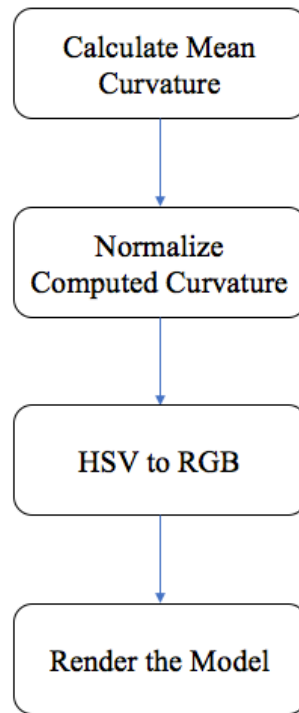 Calculate Mean
Curvature
Normalize
Computed Curvature
HSV to RGB
Render the Model